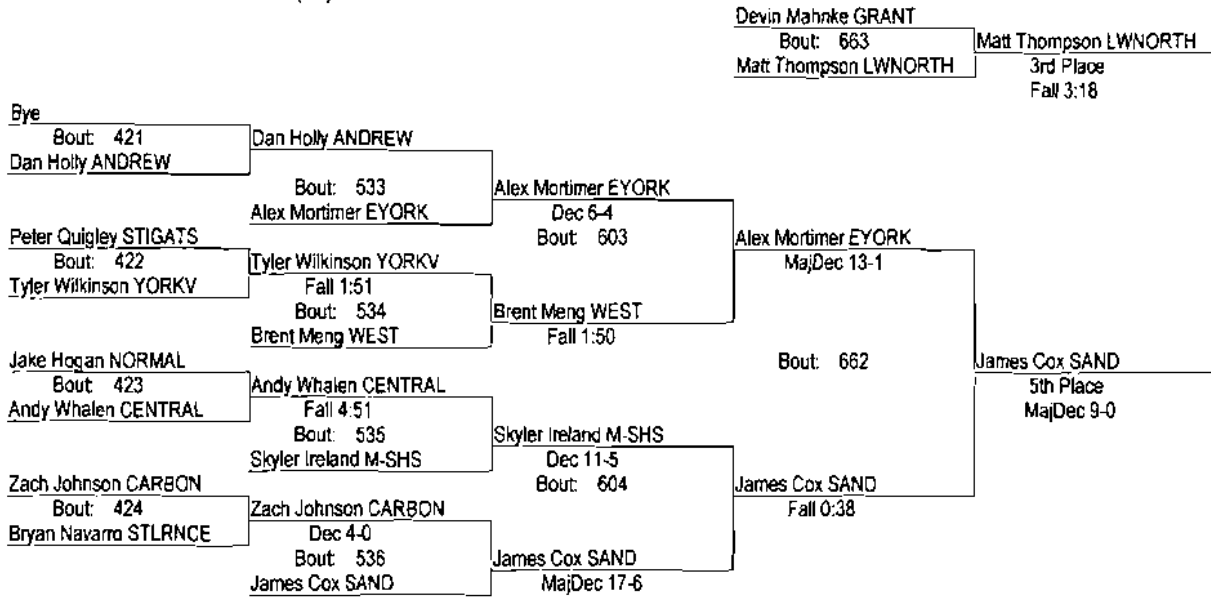 Devin Mahnke GRANT
Bout: 663
Matt Thompson LWNORTH
Matt Thompson LWNORTH
3rd Place
Fall 3:18
Bye
Bout: 421
Dan Holly ANDREW
Dan Holly ANDREW
Bout: 533
Alex Mortimer EYORK
Alex Mortimer EYORK
Dec 6-4
Bout: 603
Peter Quigley STIGATS
Bout: 422
Tyler Wilkinson YORKV
Tyler Wilkinson YORKV
Fall 1:51
Bout: 534
Brent Meng WEST
Brent Meng WEST
Fall 1:50
Alex Mortimer EYORK
MajDec 13-1
Bout: 662
James Cox SAND
5th Place
MajDec 9-0
Jake Hogan NORMAL
Bout: 423
Andy Whalen CENTRAL
Andy Whalen CENTRAL
Fall 4:51
Bout: 535
Skyler Ireland M-SHS
Skyler Ireland M-SHS
Dec 11-5
Bout: 604
Zach Johnson CARBON
Bout: 424
Bryan Navarro STLRNCE
Zach Johnson CARBON
Dec 4-0
Bout: 536
James Cox SAND
James Cox SAND
MajDec 17-6
James Cox SAND
Fall 0:38